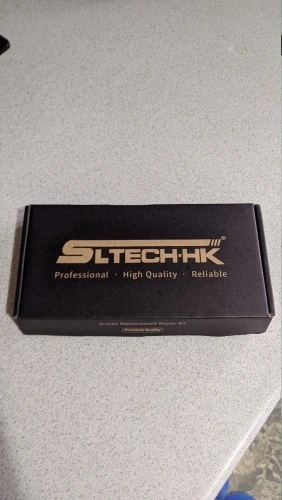 SLTECH·HK®
Professional · High Quality · Reliable
Screen Replacement Repair Kit
Premium Quality